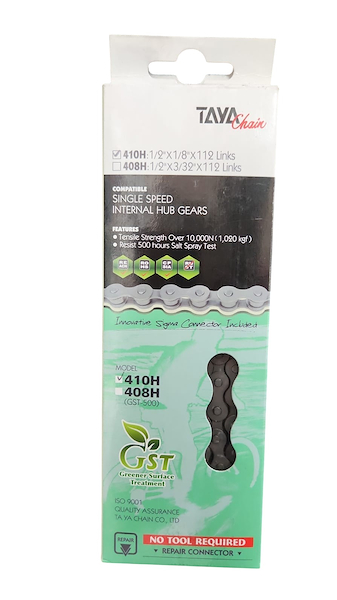 TAYA Chain
410H:1/2"X1/8"X112 Links
408H:1/2"X3/32"X112 Links
COMPATIBLE
SINGLE SPEED
INTERNAL HUB GEARS
FEATURES
• Tensile Strength Over 10,000N(1,020 kgf)
• Resist 500 hours Salt Spray Test
RUST
Innovative Sigma Connector Included
MODEL
410H
408H
(GST-500)
GST
Greener Surface
Treatment
ISO 9001
QUALITY ASSURANCE
TA YA CHAIN CO., LTD
REPAIR
NO TOOL REQUIRED
REPAIR CONNECTOR